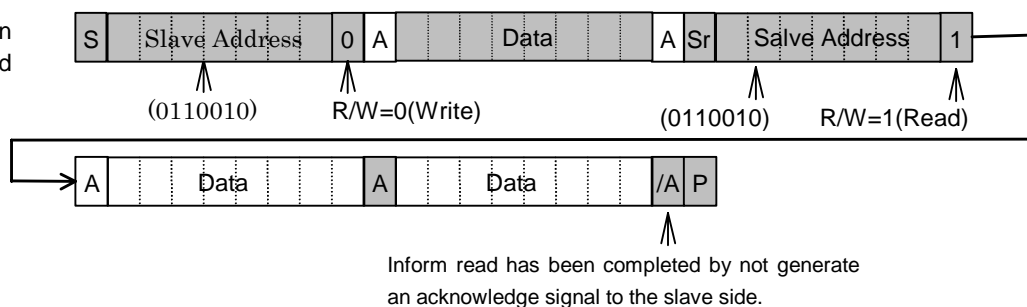 n
d
S Slave Address 0 A Data A Sr Salve Address 1
(0110010) R/W=0(Write) (0110010) R/W=1(Read)
A Data A Data /A P
Inform read has been completed by not generate
an acknowledge signal to the slave side.